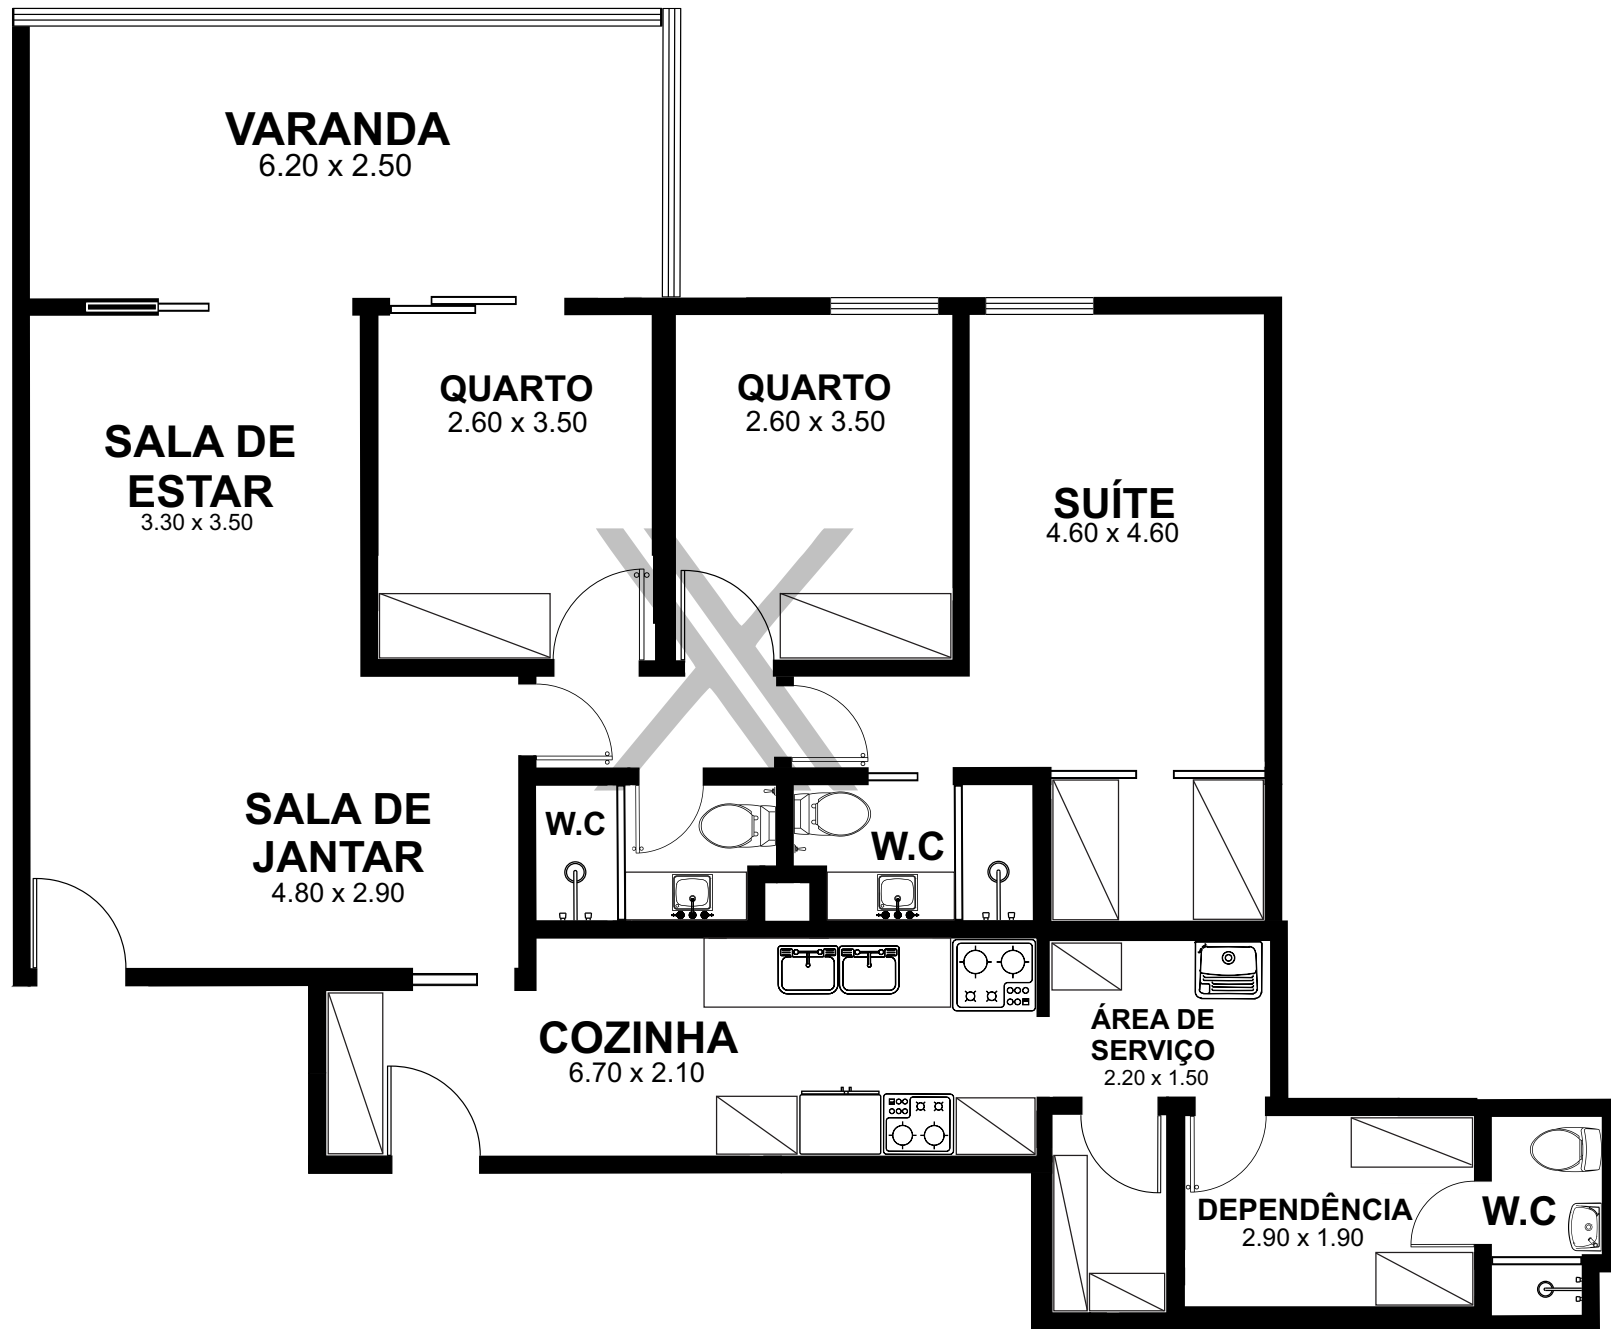 VARANDA
6.20 x 2.50
QUARTO
2.60 x 3.50
QUARTO
2.60 x 3.50
SALA DE
ESTAR
3.30 x 3.50
SUÍTE
4.60 x 4.60
SALA DE
JANTAR
4.80 x 2.90
W.C
W.C
COZINHA
6.70 x 2.10
ÁREA DE
SERVIÇO
2.20 x 1.50
DEPENDÊNCIA
2.90 x 1.90
W.C